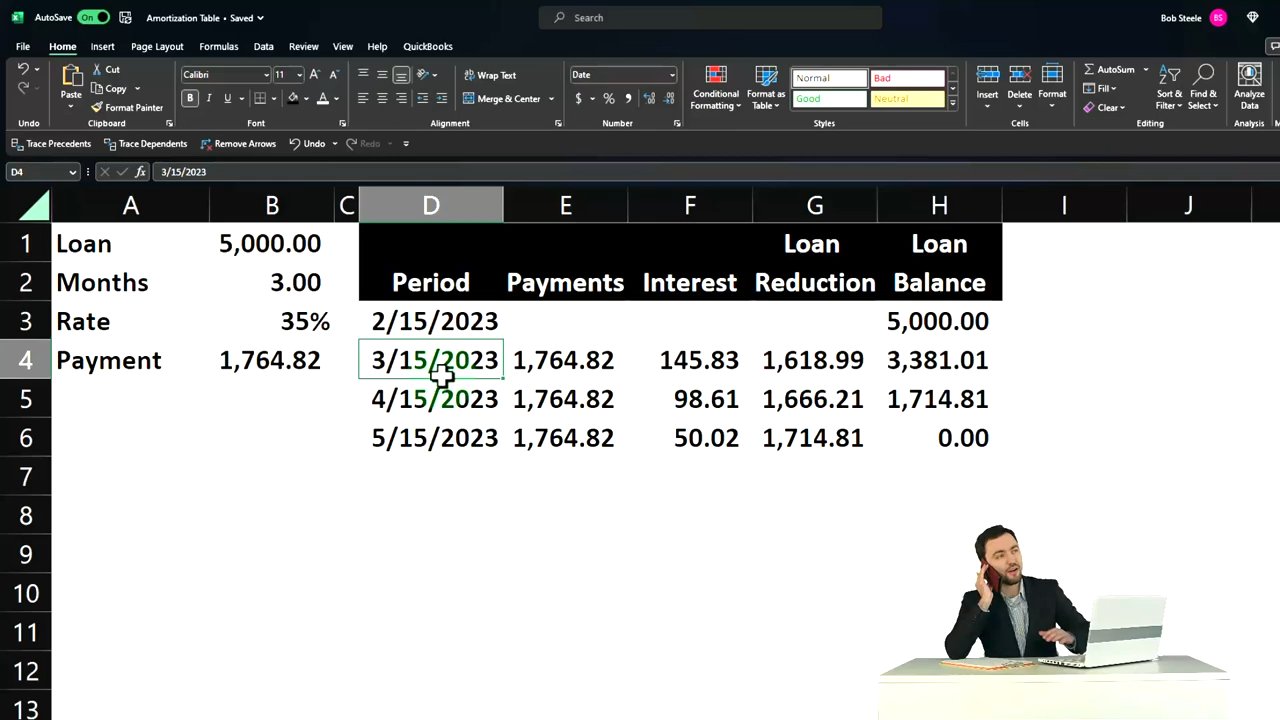 AutoSave On Amortization Table • Saved Search Bob Steele BS
File Home Insert Page Layout Formulas Data Review View Help QuickBooks
Cut Calibri 11 Wrap Text Date Normal Bad AutoSum
Paste Copy Conditional Formatting Format as Table Insert Delete Format Fill Sort & Filter Find & Select Analyze Data
Format Painter B I U Merge & Center $ % , Good Neutral Clear
Undo Clipboard Font Alignment Number Styles Cells Editing Analysis
Trace Precedents Trace Dependents Remove Arrows Undo Redo
D4 fx 3/15/2023
A B C D E F G H I J
1 Loan 5,000.00 Loan Loan
2 Months 3.00 Period Payments Interest Reduction Balance
3 Rate 35% 2/15/2023 5,000.00
4 Payment 1,764.82 3/15/2023 1,764.82 145.83 1,618.99 3,381.01
5 4/15/2023 1,764.82 98.61 1,666.21 1,714.81
6 5/15/2023 1,764.82 50.02 1,714.81 0.00
7
8
9
10
11
12
13